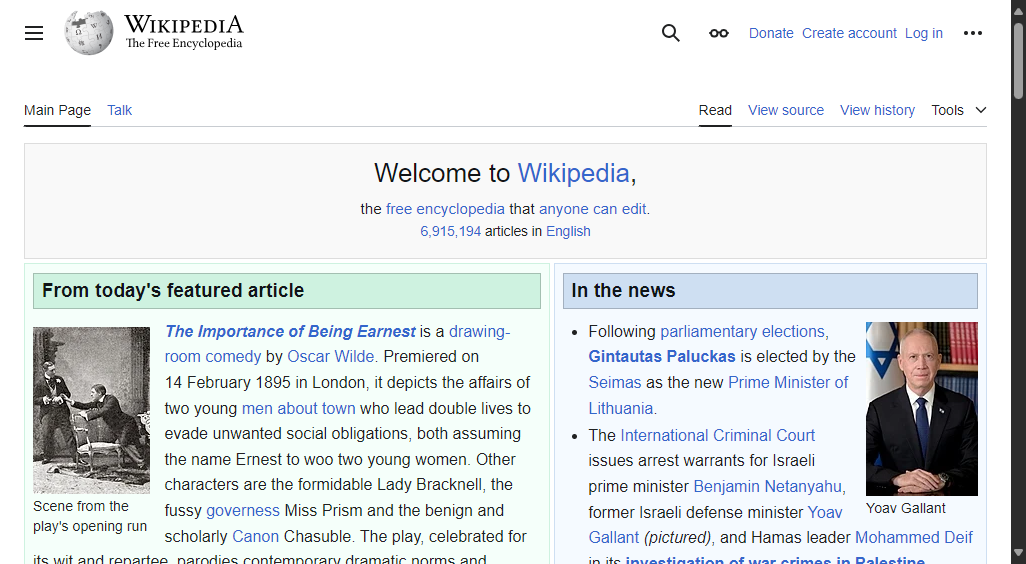 WIKIPEDIA
The Free Encyclopedia
Donate Create account Log in
Main Page Talk
Read View source View history Tools
Welcome to Wikipedia,
the free encyclopedia that anyone can edit.
6,915,194 articles in English
From today's featured article
The Importance of Being Earnest is a drawing-
room comedy by Oscar Wilde. Premiered on
14 February 1895 in London, it depicts the affairs of
two young men about town who lead double lives to
evade unwanted social obligations, both assuming
the name Ernest to woo two young women. Other
characters are the formidable Lady Bracknell, the
fussy governess Miss Prism and the benign and
scholarly Canon Chasuble. The play, celebrated for
its wit and repartee, parodies contemporary dramatic norms and
Scene from the
play's opening run
In the news
Following parliamentary elections,
Gintautas Paluckas is elected by the
Seimas as the new Prime Minister of
Lithuania.
The International Criminal Court
issues arrest warrants for Israeli
prime minister Benjamin Netanyahu,
former Israeli defense minister Yoav
Gallant (pictured), and Hamas leader Mohammed Deif
in its investigation of war crimes in Palestine
Yoav Gallant